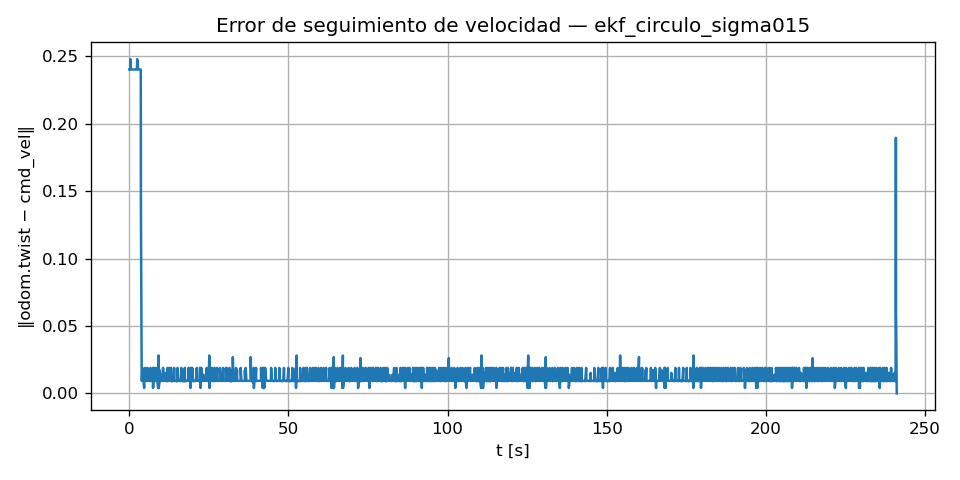 Error de seguimiento de velocidad — ekf_circulo_sigma015
‖odom.twist − cmd_vel‖
0.25
0.20
0.15
0.10
0.05
0.00
0 50 100 150 200 250
t [s]